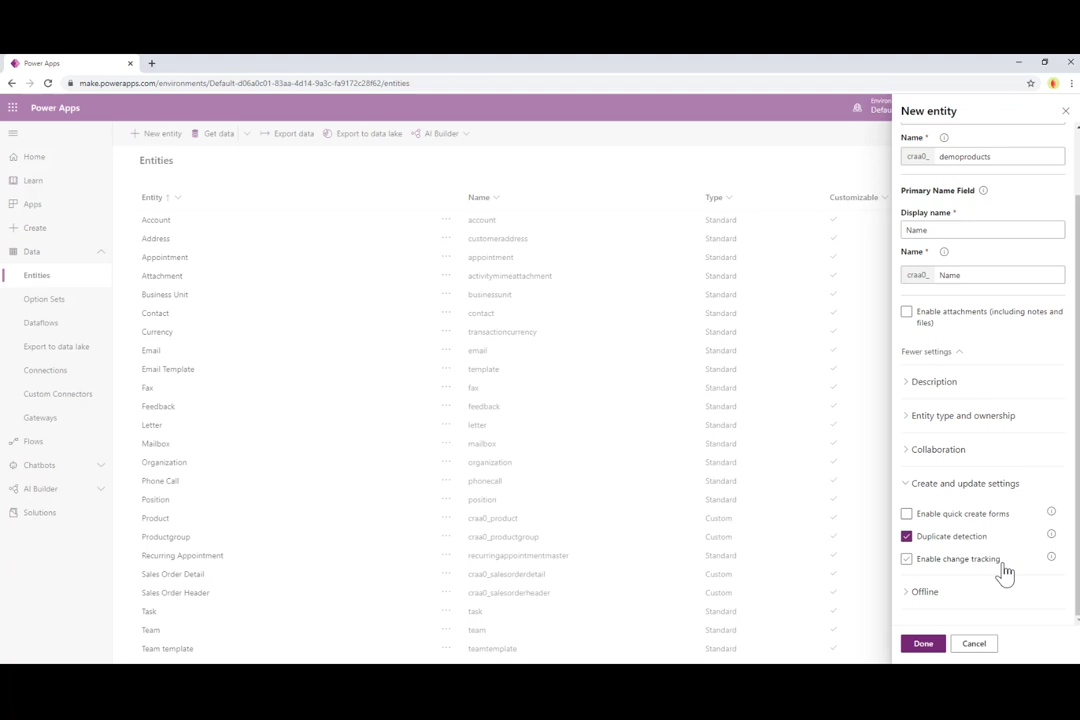 Power Apps
make.powerapps.com/environments/Default-d06a0c01-83aa-4d14-9a3c-fa9172c28f62/entities
Power Apps
Environ
Defau
Home
Learn
Apps
Create
Data
Entities
Option Sets
Dataflows
Export to data lake
Connections
Custom Connectors
Gateways
Flows
Chatbots
AI Builder
Solutions
New entity Get data Export data Export to data lake AI Builder
Entities
Entity Name Type Customizable
Account ··· account Standard
Address ··· customeraddress Standard
Appointment ··· appointment Standard
Attachment ··· activitymimeattachment Standard
Business Unit ··· businessunit Standard
Contact ··· contact Standard
Currency ··· transactioncurrency Standard
Email ··· email Standard
Email Template ··· template Standard
Fax ··· fax Standard
Feedback ··· feedback Standard
Letter ··· letter Standard
Mailbox ··· mailbox Standard
Organization ··· organization Standard
Phone Call ··· phonecall Standard
Position ··· position Standard
Product ··· craa0_product Custom
Productgroup ··· craa0_productgroup Custom
Recurring Appointment ··· recurringappointmentmaster Standard
Sales Order Detail ··· craa0_salesorderdetail Custom
Sales Order Header ··· craa0_salesorderheader Custom
Task ··· task Standard
Team ··· team Standard
Team template ··· teamtemplate Standard
New entity
Name *
craa0_ demoproducts
Primary Name Field
Display name *
Name
Name *
craa0_ Name
Enable attachments (including notes and
files)
Fewer settings
Description
Entity type and ownership
Collaboration
Create and update settings
Enable quick create forms
Duplicate detection
Enable change tracking
Offline
Done Cancel